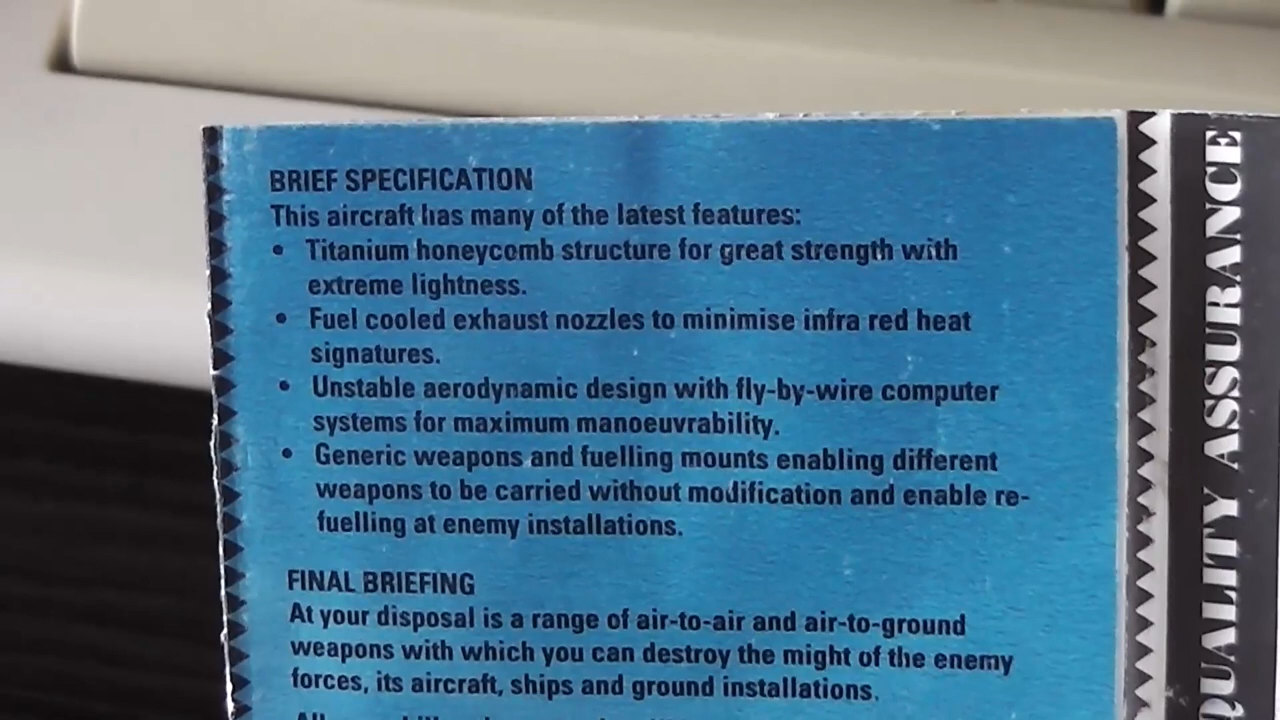 BRIEF SPECIFICATION
This aircraft has many of the latest features:
• Titanium honeycomb structure for great strength with
extreme lightness.
• Fuel cooled exhaust nozzles to minimise infra red heat
signatures.
• Unstable aerodynamic design with fly-by-wire computer
systems for maximum manoeuvrability.
• Generic weapons and fuelling mounts enabling different
weapons to be carried without modification and enable re-
fuelling at enemy installations.
FINAL BRIEFING
At your disposal is a range of air-to-air and air-to-ground
weapons with which you can destroy the might of the enemy
forces, its aircraft, ships and ground installations.
QUALITY ASSURANCE